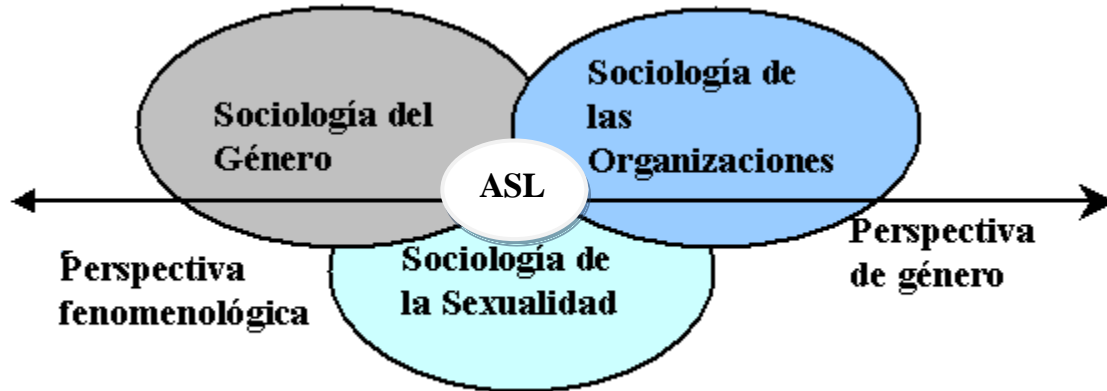 Sociología del
Género
Sociología de
las
Organizaciones
ASL
Sociología de
la Sexualidad
Perspectiva
fenomenológica
Perspectiva
de género